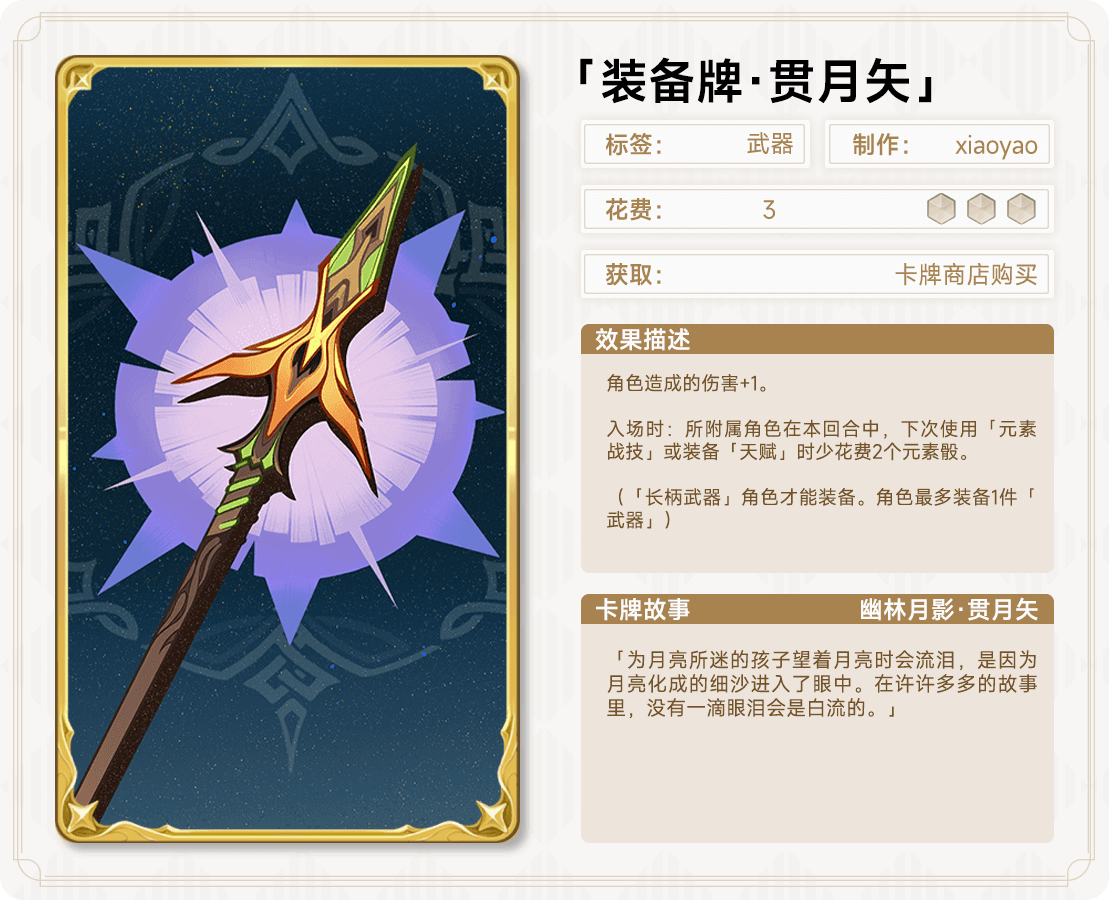 「装备牌·贯月矢」
标签： 武器
制作： xiaoyao
花费： 3
获取： 卡牌商店购买
效果描述
角色造成的伤害+1。
入场时：所附属角色在本回合中，下次使用「元素
战技」或装备「天赋」时少花费2个元素骰。
（「长柄武器」角色才能装备。角色最多装备1件「
武器」）
卡牌故事 幽林月影·贯月矢
「为月亮所迷的孩子望着月亮时会流泪，是因为
月亮化成的细沙进入了眼中。在许许多多的故事
里，没有一滴眼泪会是白流的。」